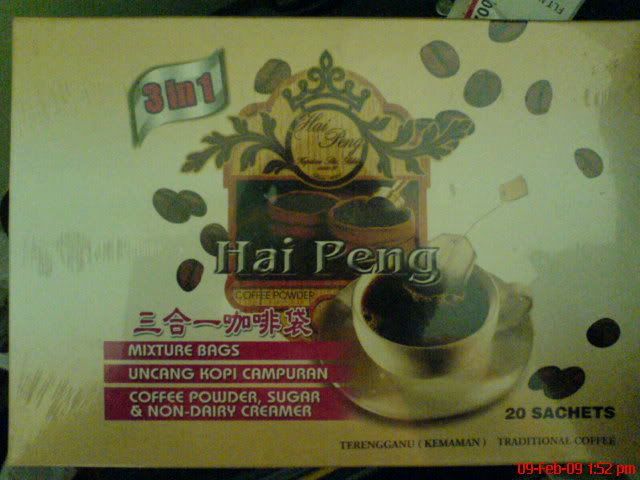 3 in 1
Hai
Peng
Hai Peng
COFFEE POWDER
三合一咖啡袋
MIXTURE BAGS
UNCANG KOPI CAMPURAN
COFFEE POWDER, SUGAR
& NON-DAIRY CREAMER
20 SACHETS
TERENGGANU ( KEMAMAN ) TRADITIONAL COFFEE
09-Feb-09 1:52 pm